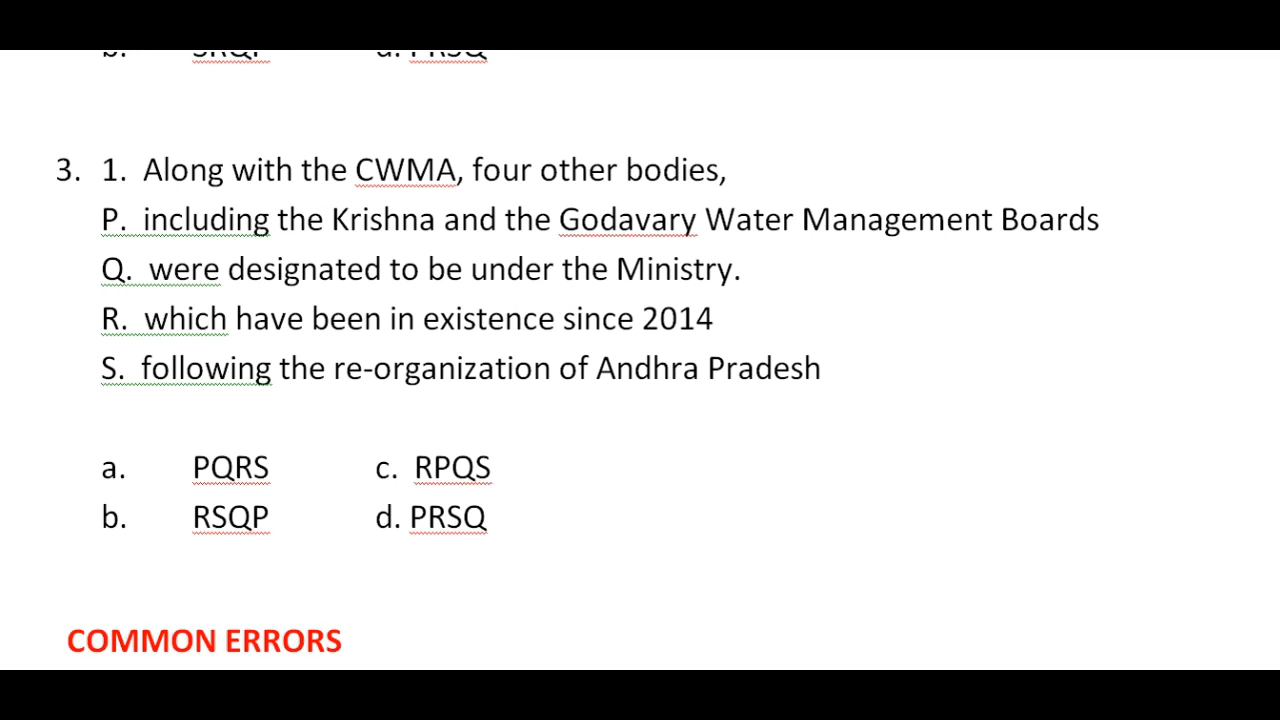 3. 1. Along with the CWMA, four other bodies,
P. including the Krishna and the Godavary Water Management Boards
Q. were designated to be under the Ministry.
R. which have been in existence since 2014
S. following the re-organization of Andhra Pradesh
a. PQRS c. RPQS
b. RSQP d. PRSQ
COMMON ERRORS